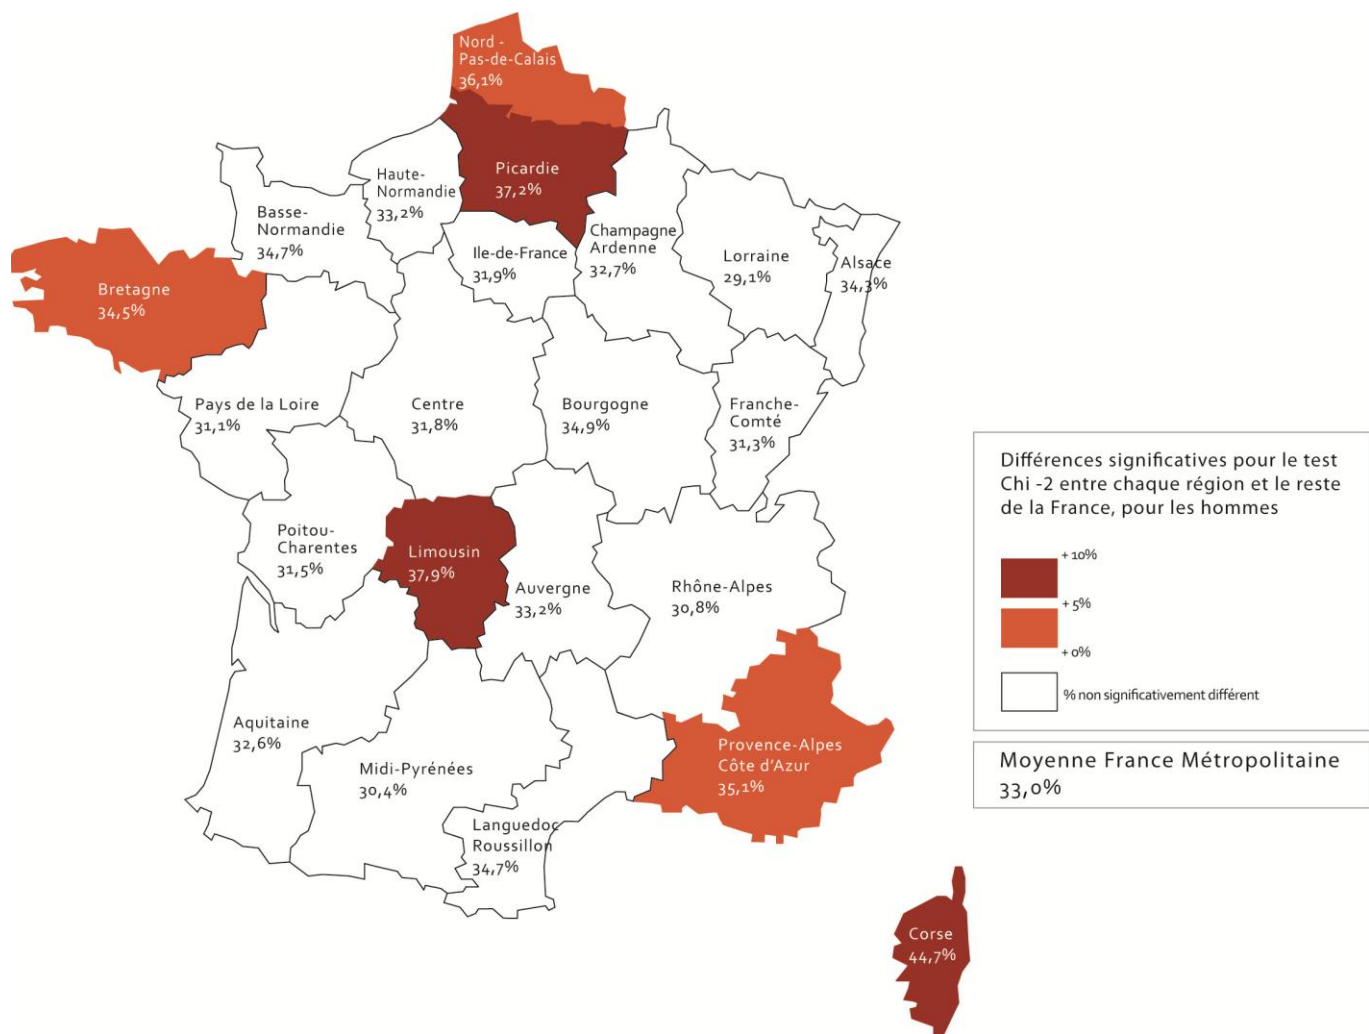 Nord -
Pas-de-Calais
36,1%
Picardie
37,2%
Haute-
Normandie
33,2%
Basse-
Normandie
34,7%
Ile-de-France
31,9%
Champagne
Ardenne
32,7%
Lorraine
29,1%
Alsace
34,3%
Bretagne
34,5%
Pays de la Loire
31,1%
Centre
31,8%
Bourgogne
34,9%
Franche-
Comté
31,3%
Poitou-
Charentes
31,5%
Limousin
37,9%
Auvergne
33,2%
Rhône-Alpes
30,8%
Aquitaine
32,6%
Midi-Pyrénées
30,4%
Languedoc
Roussillon
34,7%
Provence-Alpes
Côte d'Azur
35,1%
Corse
44,7%
Différences significatives pour le test
Chi -2 entre chaque région et le reste
de la France, pour les hommes
+ 10%
+ 5%
+ 0%
% non significativement différent
Moyenne France Métropolitaine
33,0%